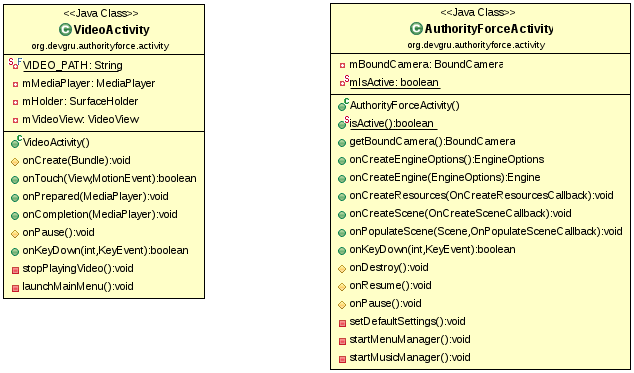 <<Java Class>>
VideoActivity
org.devgru.authorityforce.activity
VIDEO_PATH: String
mMediaPlayer: MediaPlayer
mHolder: SurfaceHolder
mVideoView: VideoView
VideoActivity()
onCreate(Bundle):void
onTouch(View,MotionEvent):boolean
onPrepared(MediaPlayer):void
onCompletion(MediaPlayer):void
onPause():void
onKeyDown(int,KeyEvent):boolean
stopPlayingVideo():void
launchMainMenu():void
<<Java Class>>
AuthorityForceActivity
org.devgru.authorityforce.activity
mBoundCamera: BoundCamera
mIsActive: boolean
AuthorityForceActivity()
isActive():boolean
getBoundCamera():BoundCamera
onCreateEngineOptions():EngineOptions
onCreateEngine(EngineOptions):Engine
onCreateResources(OnCreateResourcesCallback):void
onCreateScene(OnCreateSceneCallback):void
onPopulateScene(Scene,OnPopulateSceneCallback):void
onKeyDown(int,KeyEvent):boolean
onDestroy():void
onResume():void
onPause():void
setDefaultSettings():void
startMenuManager():void
startMusicManager():void